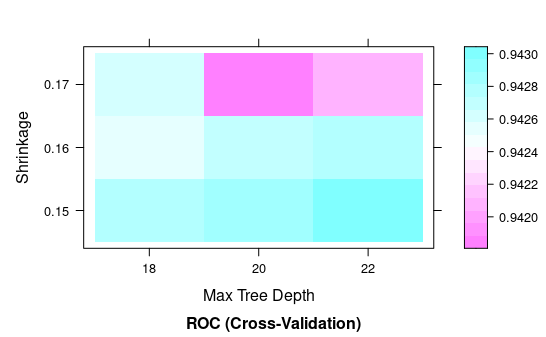 0.17
0.16
0.15
Shrinkage
18 20 22
Max Tree Depth
ROC (Cross-Validation)
0.9430
0.9428
0.9426
0.9424
0.9422
0.9420